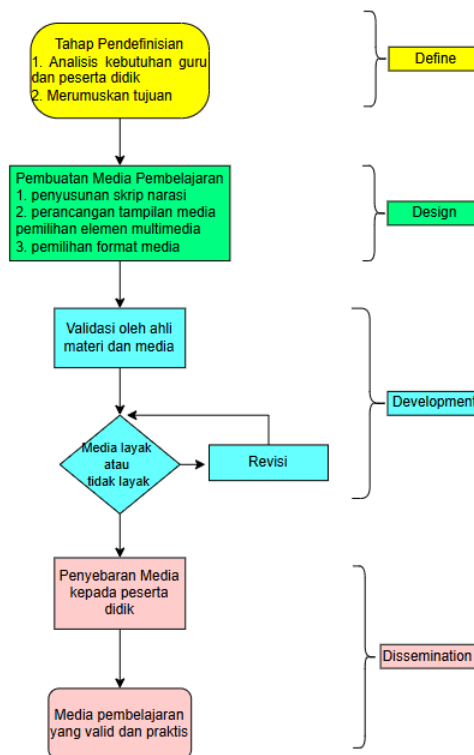 Tahap Pendefinisian
1. Analisis kebutuhan guru
dan peserta didik
2. Merumuskan tujuan
Define
Pembuatan Media Pembelajaran
1. penyusunan skrip narasi
2. perancangan tampilan media
pemilihan elemen multimedia
3. pemilihan format media
Design
Validasi oleh ahli
materi dan media
Development
Media layak
atau
tidak layak
Revisi
Penyebaran Media
kepada peserta
didik
Dissemination
Media pembelajaran
yang valid dan praktis